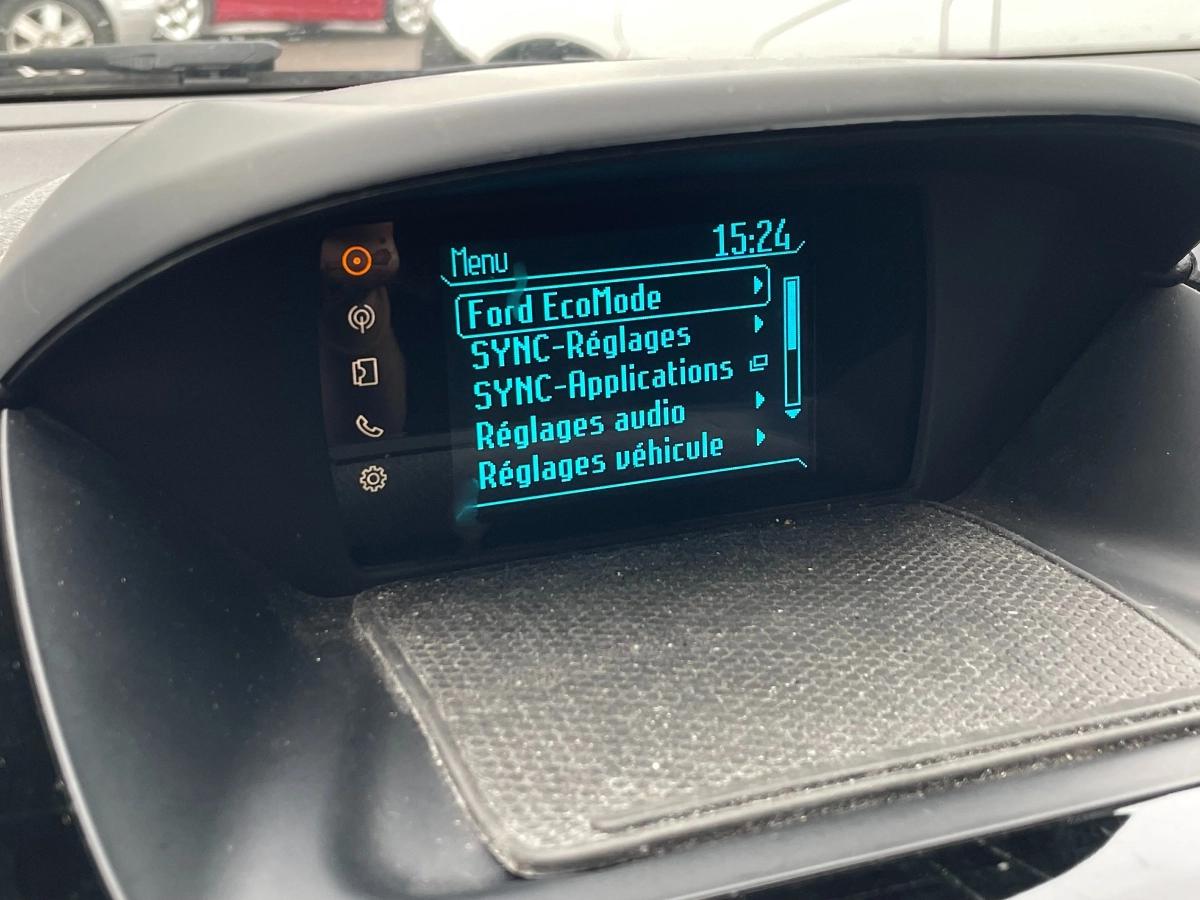 Menu 15:24
Ford EcoMode
SYNC-Réglages
SYNC-Applications
Réglages audio
Réglages véhicule